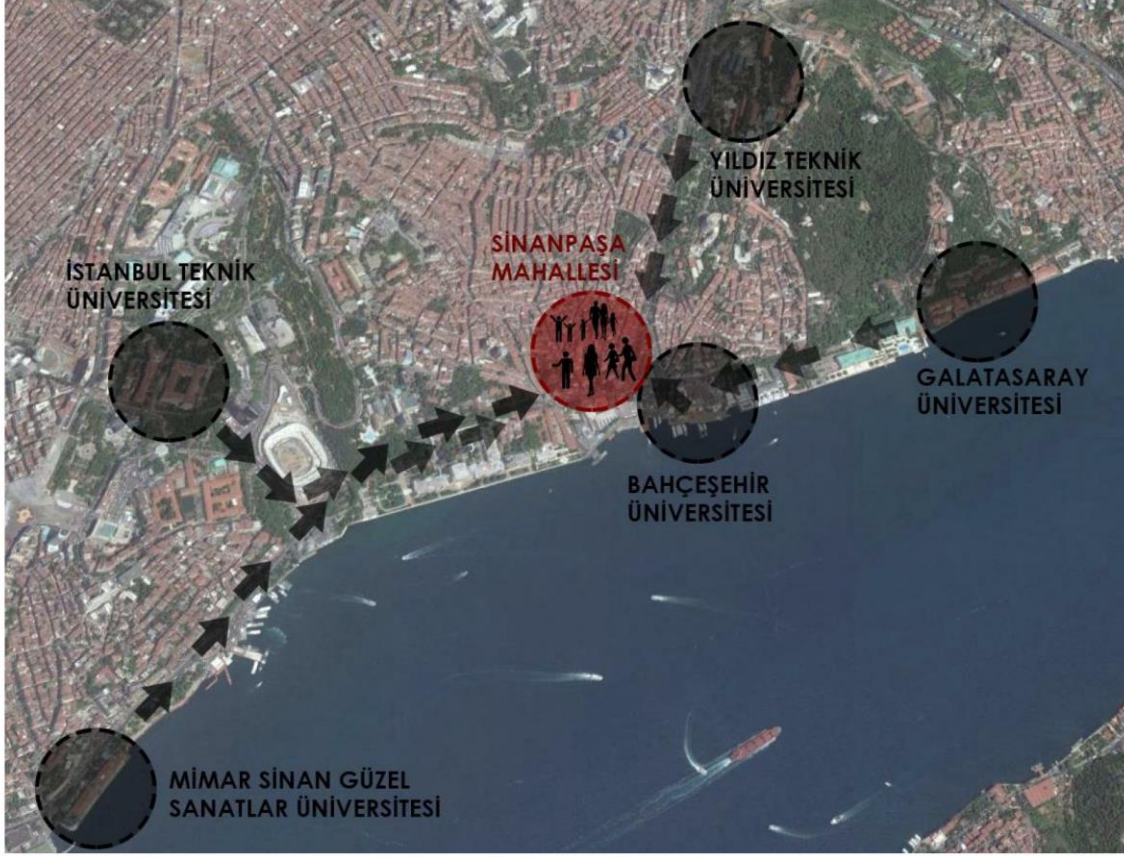 YILDIZ TEKNİK
ÜNİVERSİTESİ
SİNANPAŞA
MAHALLESİ
İSTANBUL TEKNİK
ÜNİVERSİTESİ
GALATASARAY
ÜNİVERSİTESİ
BAHÇEŞEHİR
ÜNİVERSİTESİ
MİMAR SİNAN GÜZEL
SANATLAR ÜNİVERSİTESİ